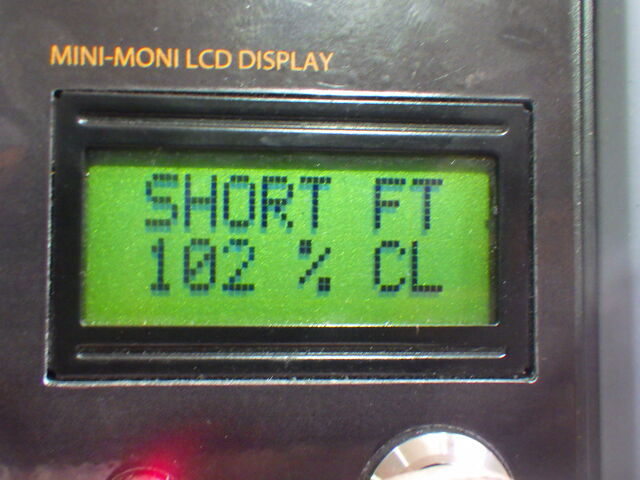 MINI-MONI LCD DISPLAY
SHORT FT
102 % CL